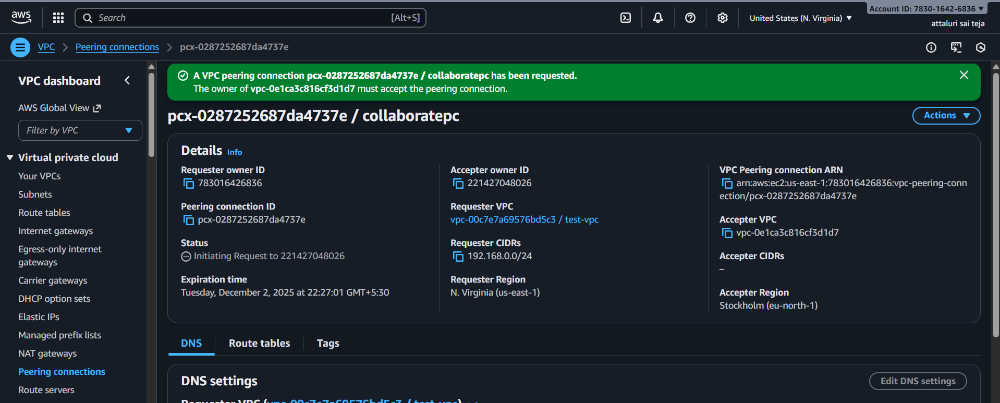 aws
Search
[Alt+S]
United States (N. Virginia)
Account ID: 7830-1642-6836
attaluri sai teja
VPC
Peering connections
pcx-0287252687da4737e
VPC dashboard
AWS Global View
Filter by VPC
Virtual private cloud
Your VPCs
Subnets
Route tables
Internet gateways
Egress-only internet
gateways
Carrier gateways
DHCP option sets
Elastic IPs
Managed prefix lists
NAT gateways
Peering connections
Route servers
A VPC peering connection pcx-0287252687da4737e / collaboratepc has been requested.
The owner of vpc-0e1ca3c816cf3d1d7 must accept the peering connection.
pcx-0287252687da4737e / collaboratepc
Actions
Details Info
Requester owner ID
783016426836
Peering connection ID
pcx-0287252687da4737e
Status
Initiating Request to 221427048026
Expiration time
Tuesday, December 2, 2025 at 22:27:01 GMT+5:30
Accepter owner ID
221427048026
Requester VPC
vpc-00c7e7a69576bd5c3 / test-vpc
Requester CIDRs
192.168.0.0/24
Requester Region
N. Virginia (us-east-1)
VPC Peering connection ARN
arn:aws:ec2:us-east-1:783016426836:vpc-peering-conn
ection/pcx-0287252687da4737e
Accepter VPC
vpc-0e1ca3c816cf3d1d7
Accepter CIDRs
–
Accepter Region
Stockholm (eu-north-1)
DNS
Route tables
Tags
DNS settings
Edit DNS settings
Requester VPC (vpc-00c7e7a69576bd5c3 / test-vpc)